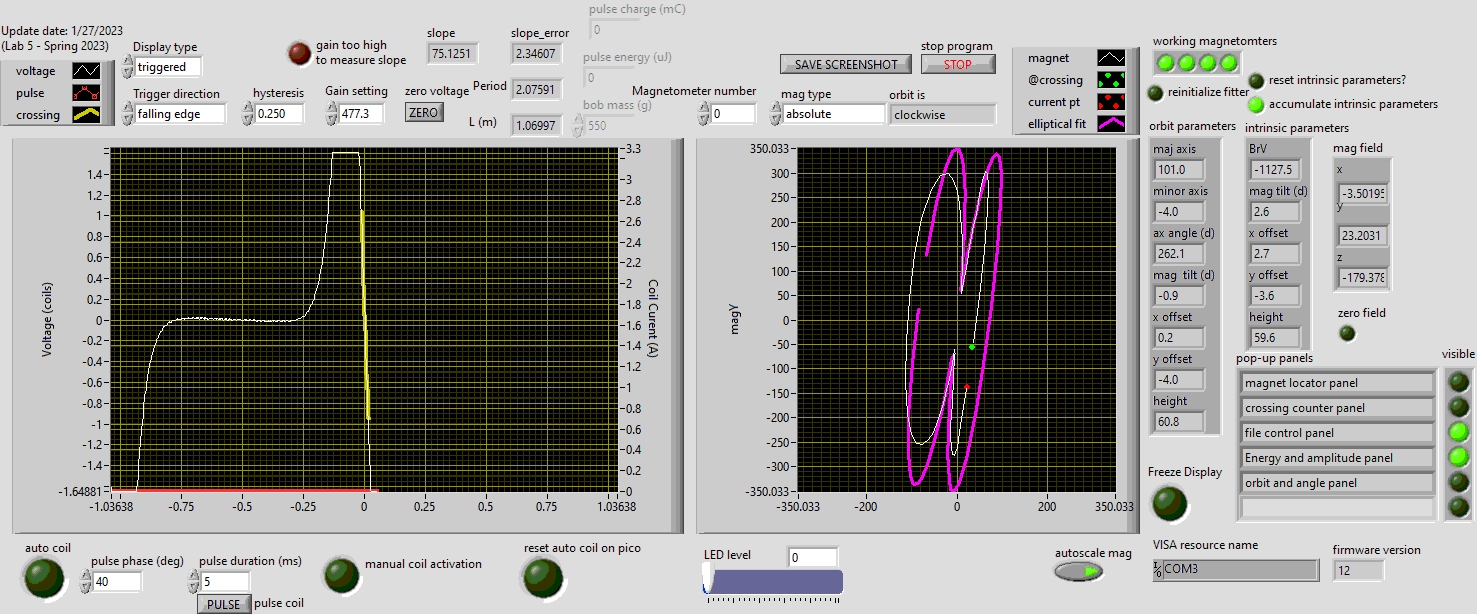 Update date: 1/27/2023
(Lab 5 - Spring 2023)
voltage
pulse
crossing
Display type
triggered
Trigger direction
falling edge
hysteresis
0.250
gain too high
to measure slope
Gain setting
477.3
zero voltage
ZERO
slope
75.1251
slope_error
2.34607
Period
2.07591
L (m)
1.06997
pulse charge (mC)
0
pulse energy (uJ)
0
bob mass (g)
550
Magnetometer number
0
SAVE SCREENSHOT
stop program
STOP
mag type
absolute
orbit is
clockwise
magnet
@crossing
current pt
elliptical fit
working magnetomters
reinitialize fitter
reset intrinsic parameters?
accumulate intrinsic parameters
orbit parameters
maj axis
101.0
minor axis
-4.0
ax angle (d)
262.1
mag tilt (d)
-0.9
x offset
0.2
y offset
-4.0
height
60.8
intrinsic parameters
BrV
-1127.5
mag tilt (d)
2.6
x offset
2.7
y offset
-3.6
height
59.6
mag field
x
-3.5019
y
23.2031
z
-179.378
zero field
Voltage (coils)
1.4
1.2
1
0.8
0.6
0.4
0.2
0
-0.2
-0.4
-0.6
-0.8
-1
-1.2
-1.4
-1.64881
-1.03638
-0.75
-0.5
-0.25
0
0.25
0.5
0.75
1.03638
3.3
3
2.8
2.6
2.4
2.2
2
1.8
1.6
1.4
1.2
1
0.8
0.6
0.4
0.2
0
Coil Curent (A)
magy
350.033
300
250
200
150
100
50
0
-50
-100
-150
-200
-250
-300
-350.033
-350.033
-200
0
200
350.033
pop-up panels
visible
magnet locator panel
crossing counter panel
file control panel
Energy and amplitude panel
orbit and angle panel
Freeze Display
auto coil
pulse phase (deg)
40
pulse duration (ms)
5
PULSE
pulse coil
manual coil activation
reset auto coil on pico
LED level
0
autoscale mag
VISA resource name
I/0 COM3
firmware version
12